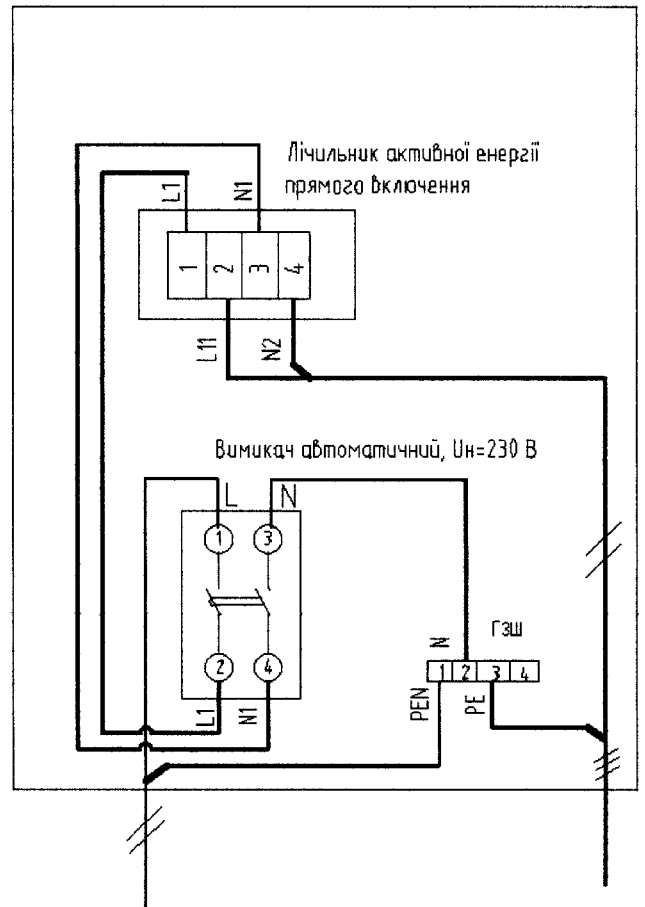 Лічильник активної енергії
прямого включення
L1
N1
1 2 3 4
L11
N2
Вимикач автоматичний, Uн=230 В
L N
1 3
2 4
L1
N1
N
ГЗШ
1 2 3 4
PEN
PE